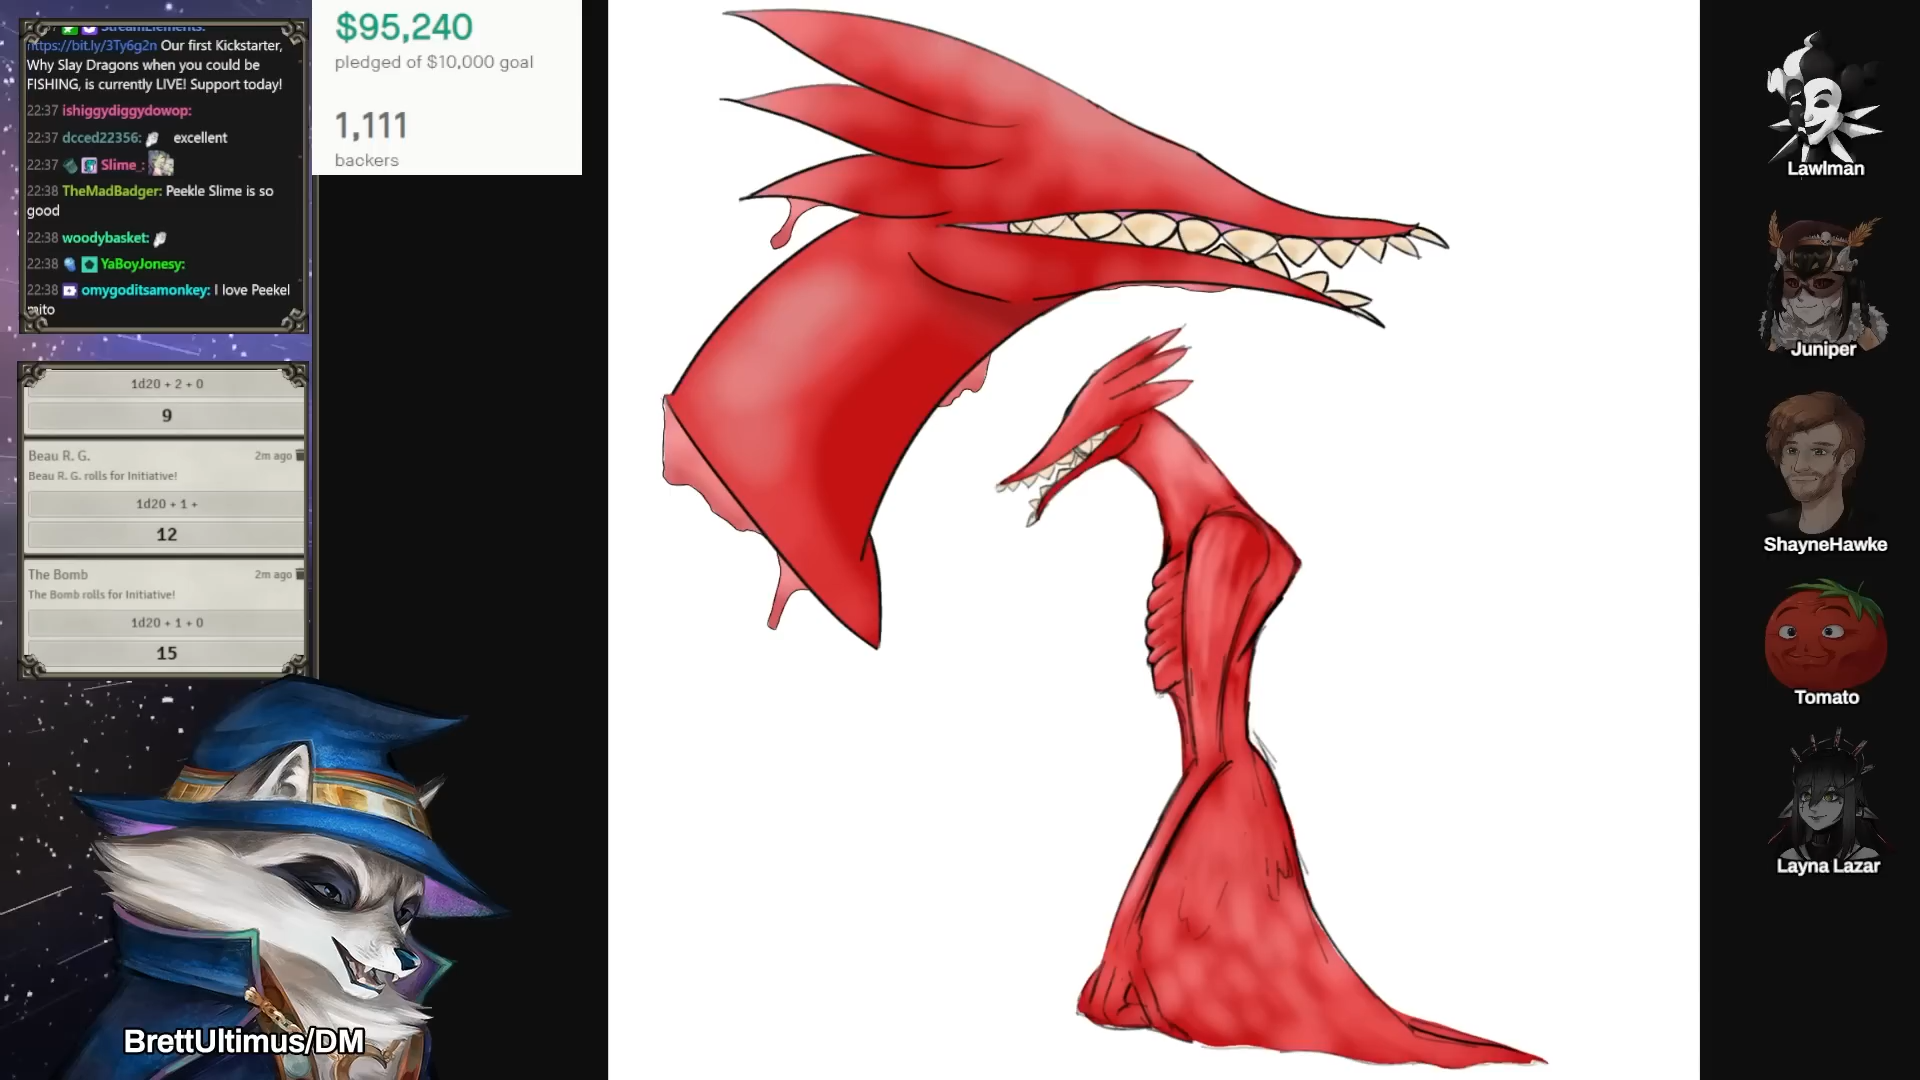 StreamElements:
https://bit.ly/3Ty6g2n Our first Kickstarter,
Why Slay Dragons when you could be
FISHING, is currently LIVE! Support today!
22:37 ishiggydiggydowop:
22:37 dcced22356: excellent
22:37 Slime_:
22:38 TheMadBadger: Peekle Slime is so
good
22:38 woodybasket:
22:38 YaBoyJonesy:
22:38 omygoditsamonkey: I love Peekel
mito
$95,240
pledged of $10,000 goal
1,111
backers
1d20 + 2 + 0
9
Beau R. G. 2m ago
Beau R. G. rolls for Initiative!
1d20 + 1 +
12
The Bomb 2m ago
The Bomb rolls for Initiative!
1d20 + 1 + 0
15
BrettUltimus/DM
Lawlman
Juniper
ShayneHawke
Tomato
Layna Lazar